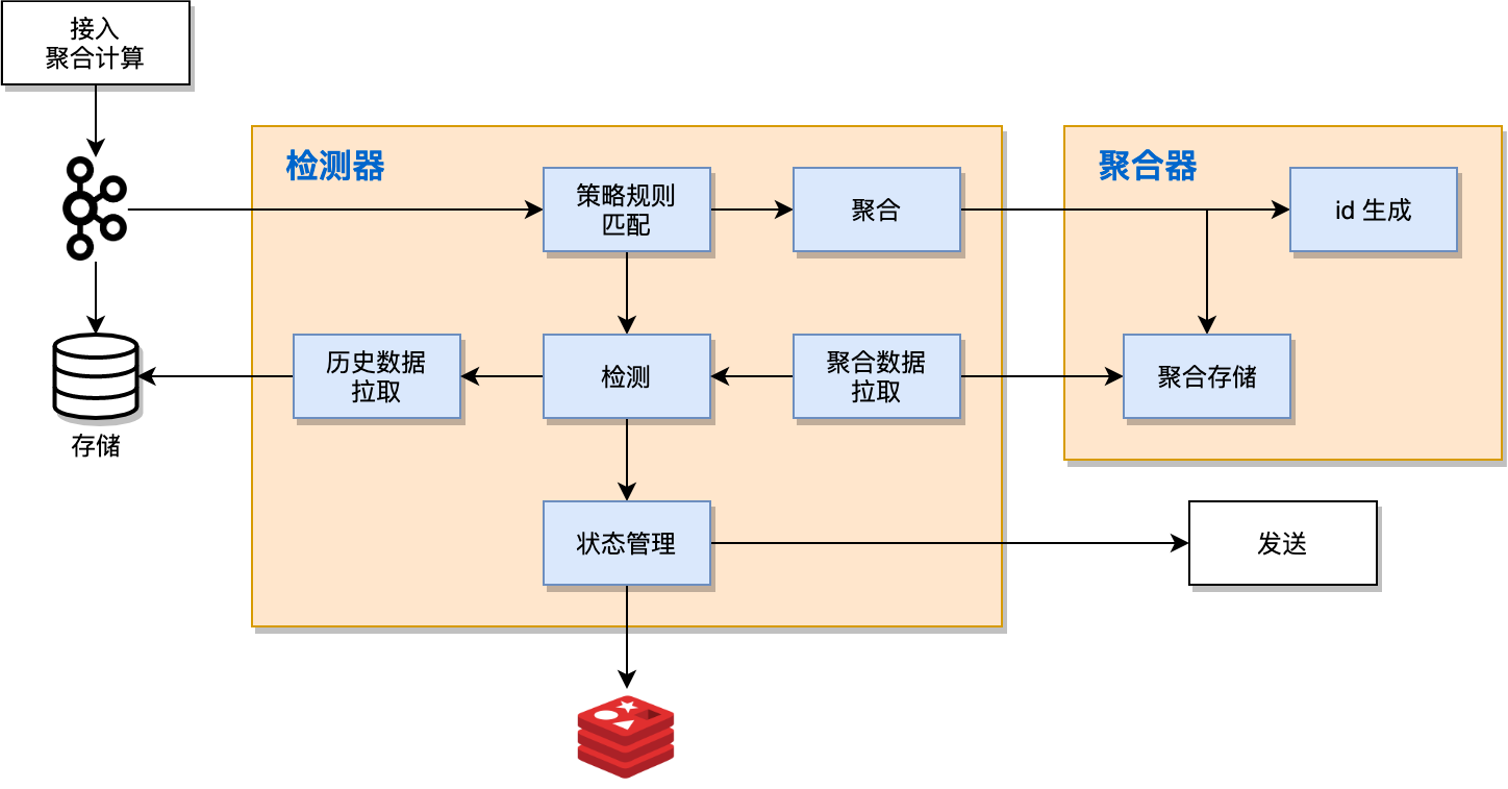 接入
聚合计算
检测器
聚合器
策略规则
匹配
聚合
id 生成
历史数据
拉取
检测
聚合数据
拉取
聚合存储
存储
状态管理
发送